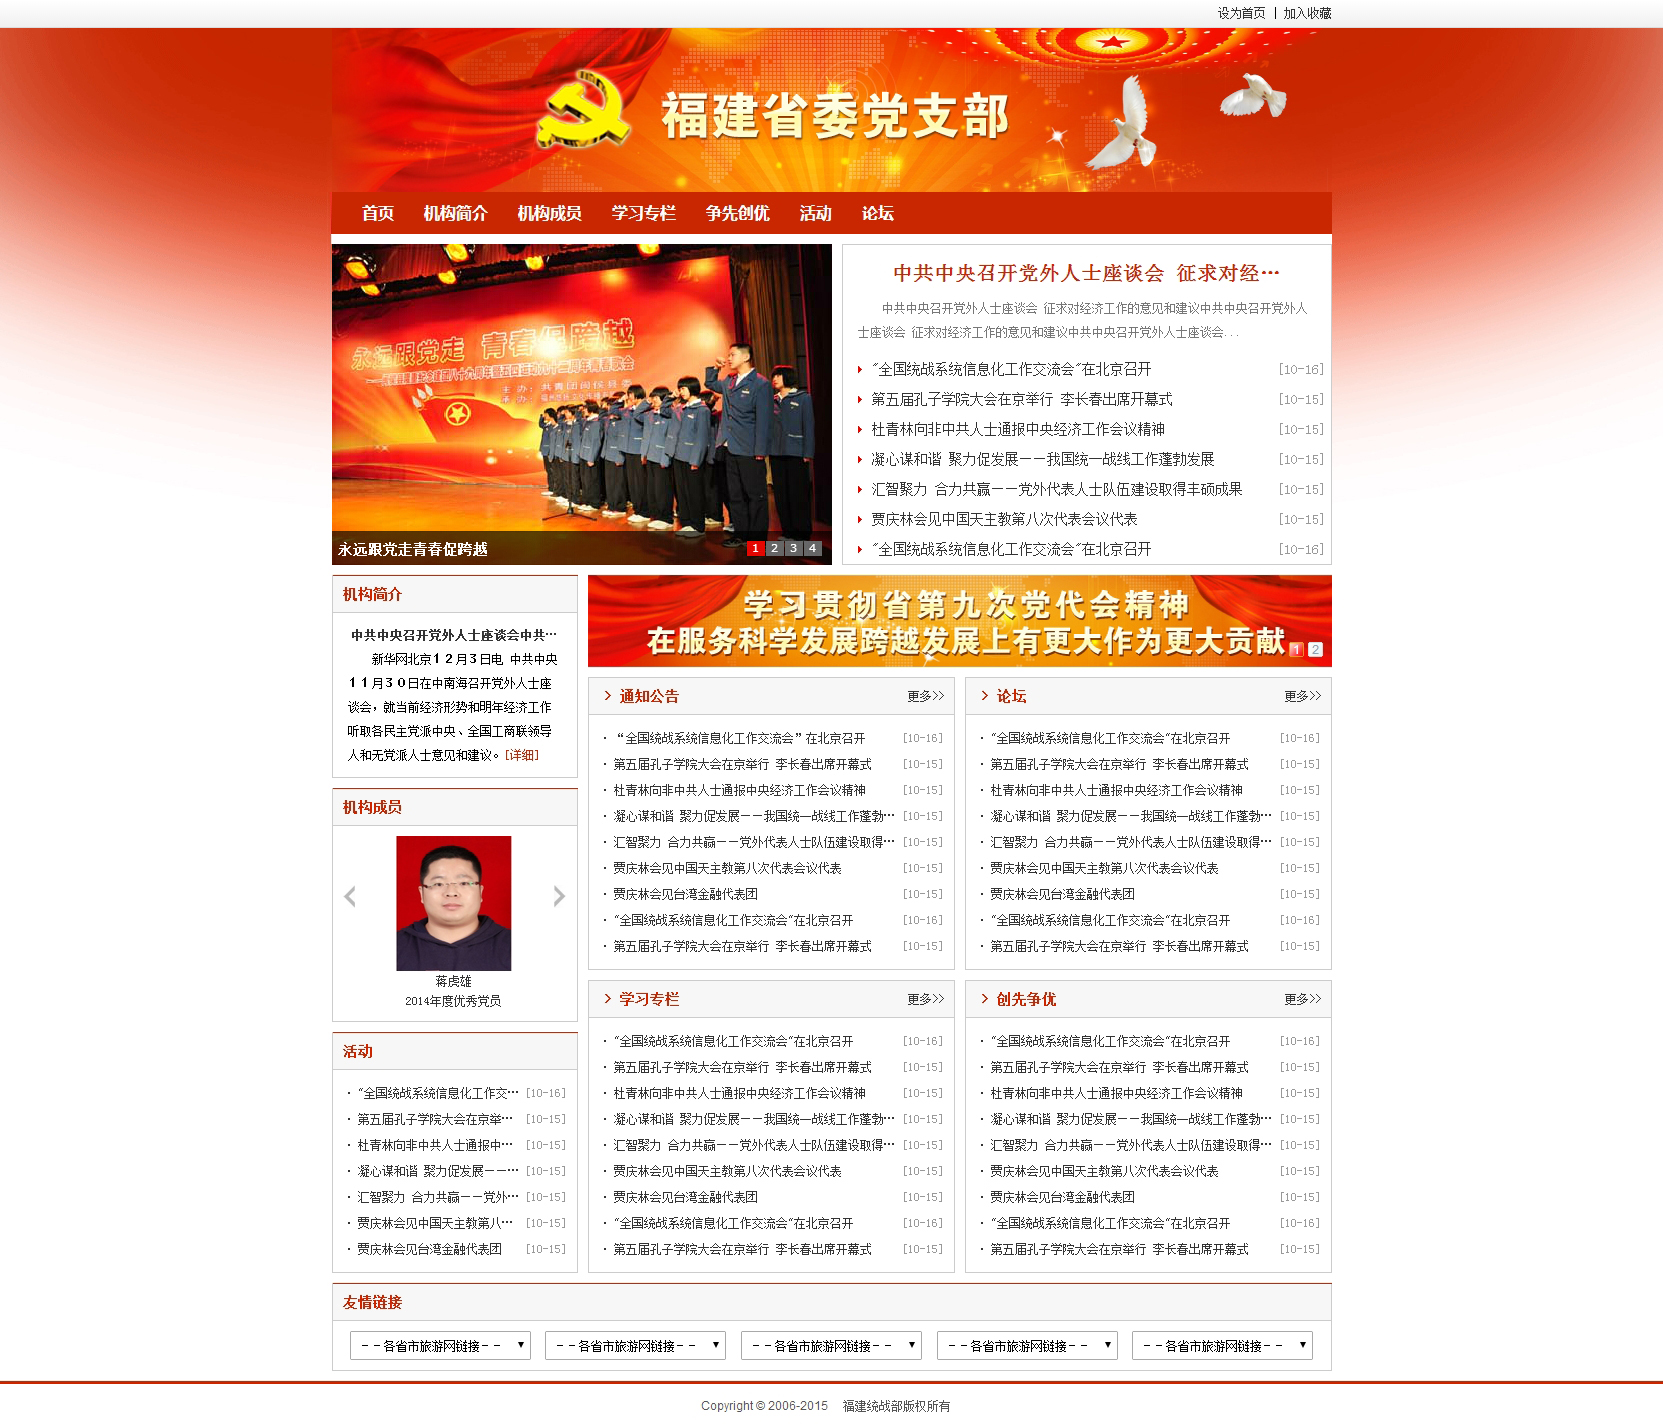 设为首页 | 加入收藏
福建省委党支部
首页 机构简介 机构成员 学习专栏 争先创优 活动 论坛
永远跟党走 青春促跨越
永远跟党走青春促跨越
1 2 3 4
中共中央召开党外人士座谈会 征求对经…
中共中央召开党外人士座谈会 征求对经济工作的意见和建议中共中央召开党外人
士座谈会 征求对经济工作的意见和建议中共中央召开党外人士座谈会...
"全国统战系统信息化工作交流会"在北京召开 [10-16]
第五届孔子学院大会在京举行 李长春出席开幕式 [10-15]
杜青林向非中共人士通报中央经济工作会议精神 [10-15]
凝心谋和谐 聚力促发展——我国统一战线工作蓬勃发展 [10-15]
汇智聚力 合力共赢——党外代表人士队伍建设取得丰硕成果 [10-15]
贾庆林会见中国天主教第八次代表会议代表 [10-15]
"全国统战系统信息化工作交流会"在北京召开 [10-16]
机构简介
中共中央召开党外人士座谈会中共…
新华网北京12月3日电 中共中央
11月30日在中南海召开党外人士座
谈会，就当前经济形势和明年经济工作
听取各民主党派中央、全国工商联领导
人和无党派人士意见和建议。[详细]
学习贯彻省第九次党代会精神
在服务科学发展跨越发展上有更大作为更大贡献
1 2
机构成员
蒋虎雄
2014年度优秀党员
活动
· "全国统战系统信息化工作交… [10-16]
· 第五届孔子学院大会在京举… [10-15]
· 杜青林向非中共人士通报中… [10-15]
· 凝心谋和谐 聚力促发展——… [10-15]
· 汇智聚力 合力共赢——党外… [10-15]
· 贾庆林会见中国天主教第八… [10-15]
· 贾庆林会见台湾金融代表团 [10-15]
> 通知公告 更多>>
· “全国统战系统信息化工作交流会”在北京召开 [10-16]
· 第五届孔子学院大会在京举行 李长春出席开幕式 [10-15]
· 杜青林向非中共人士通报中央经济工作会议精神 [10-15]
· 凝心谋和谐 聚力促发展——我国统一战线工作蓬勃… [10-15]
· 汇智聚力 合力共赢——党外代表人士队伍建设取得… [10-15]
· 贾庆林会见中国天主教第八次代表会议代表 [10-15]
· 贾庆林会见台湾金融代表团 [10-15]
· "全国统战系统信息化工作交流会"在北京召开 [10-16]
· 第五届孔子学院大会在京举行 李长春出席开幕式 [10-15]
> 论坛 更多>>
· "全国统战系统信息化工作交流会"在北京召开 [10-16]
· 第五届孔子学院大会在京举行 李长春出席开幕式 [10-15]
· 杜青林向非中共人士通报中央经济工作会议精神 [10-15]
· 凝心谋和谐 聚力促发展——我国统一战线工作蓬勃… [10-15]
· 汇智聚力 合力共赢——党外代表人士队伍建设取得… [10-15]
· 贾庆林会见中国天主教第八次代表会议代表 [10-15]
· 贾庆林会见台湾金融代表团 [10-15]
· "全国统战系统信息化工作交流会"在北京召开 [10-16]
· 第五届孔子学院大会在京举行 李长春出席开幕式 [10-15]
> 学习专栏 更多>>
· "全国统战系统信息化工作交流会"在北京召开 [10-16]
· 第五届孔子学院大会在京举行 李长春出席开幕式 [10-15]
· 杜青林向非中共人士通报中央经济工作会议精神 [10-15]
· 凝心谋和谐 聚力促发展——我国统一战线工作蓬勃… [10-15]
· 汇智聚力 合力共赢——党外代表人士队伍建设取得… [10-15]
· 贾庆林会见中国天主教第八次代表会议代表 [10-15]
· 贾庆林会见台湾金融代表团 [10-15]
· "全国统战系统信息化工作交流会"在北京召开 [10-16]
· 第五届孔子学院大会在京举行 李长春出席开幕式 [10-15]
> 创先争优 更多>>
· "全国统战系统信息化工作交流会"在北京召开 [10-16]
· 第五届孔子学院大会在京举行 李长春出席开幕式 [10-15]
· 杜青林向非中共人士通报中央经济工作会议精神 [10-15]
· 凝心谋和谐 聚力促发展——我国统一战线工作蓬勃… [10-15]
· 汇智聚力 合力共赢——党外代表人士队伍建设取得… [10-15]
· 贾庆林会见中国天主教第八次代表会议代表 [10-15]
· 贾庆林会见台湾金融代表团 [10-15]
· "全国统战系统信息化工作交流会"在北京召开 [10-16]
· 第五届孔子学院大会在京举行 李长春出席开幕式 [10-15]
友情链接
--各省市旅游网链接-- --各省市旅游网链接-- --各省市旅游网链接-- --各省市旅游网链接-- --各省市旅游网链接--
Copyright © 2006-2015 福建统战部版权所有